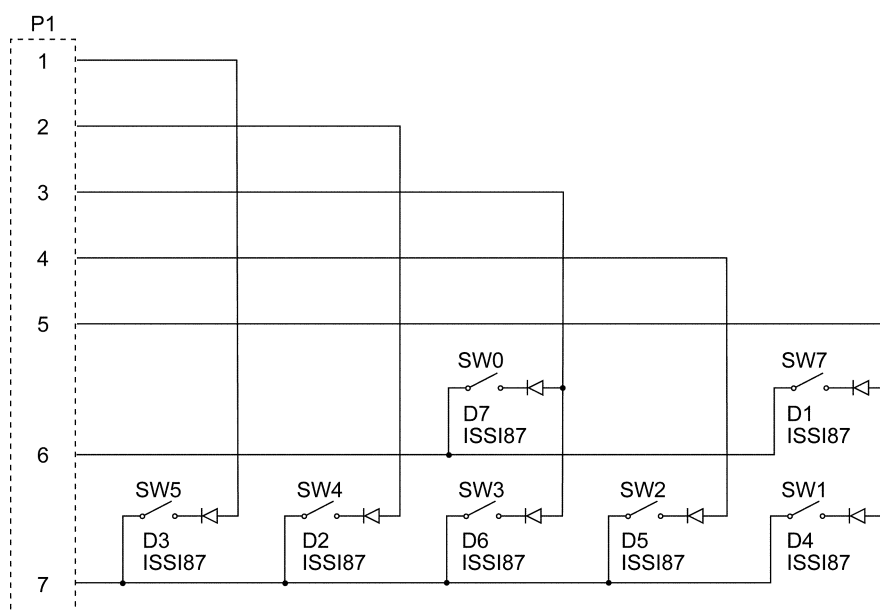 P1
1
2
3
4
5
SW0
SW7
D7
ISSI87
D1
ISSI87
6
SW5
SW4
SW3
SW2
SW1
D3
ISSI87
D2
ISSI87
D6
ISSI87
D5
ISSI87
D4
ISSI87
7